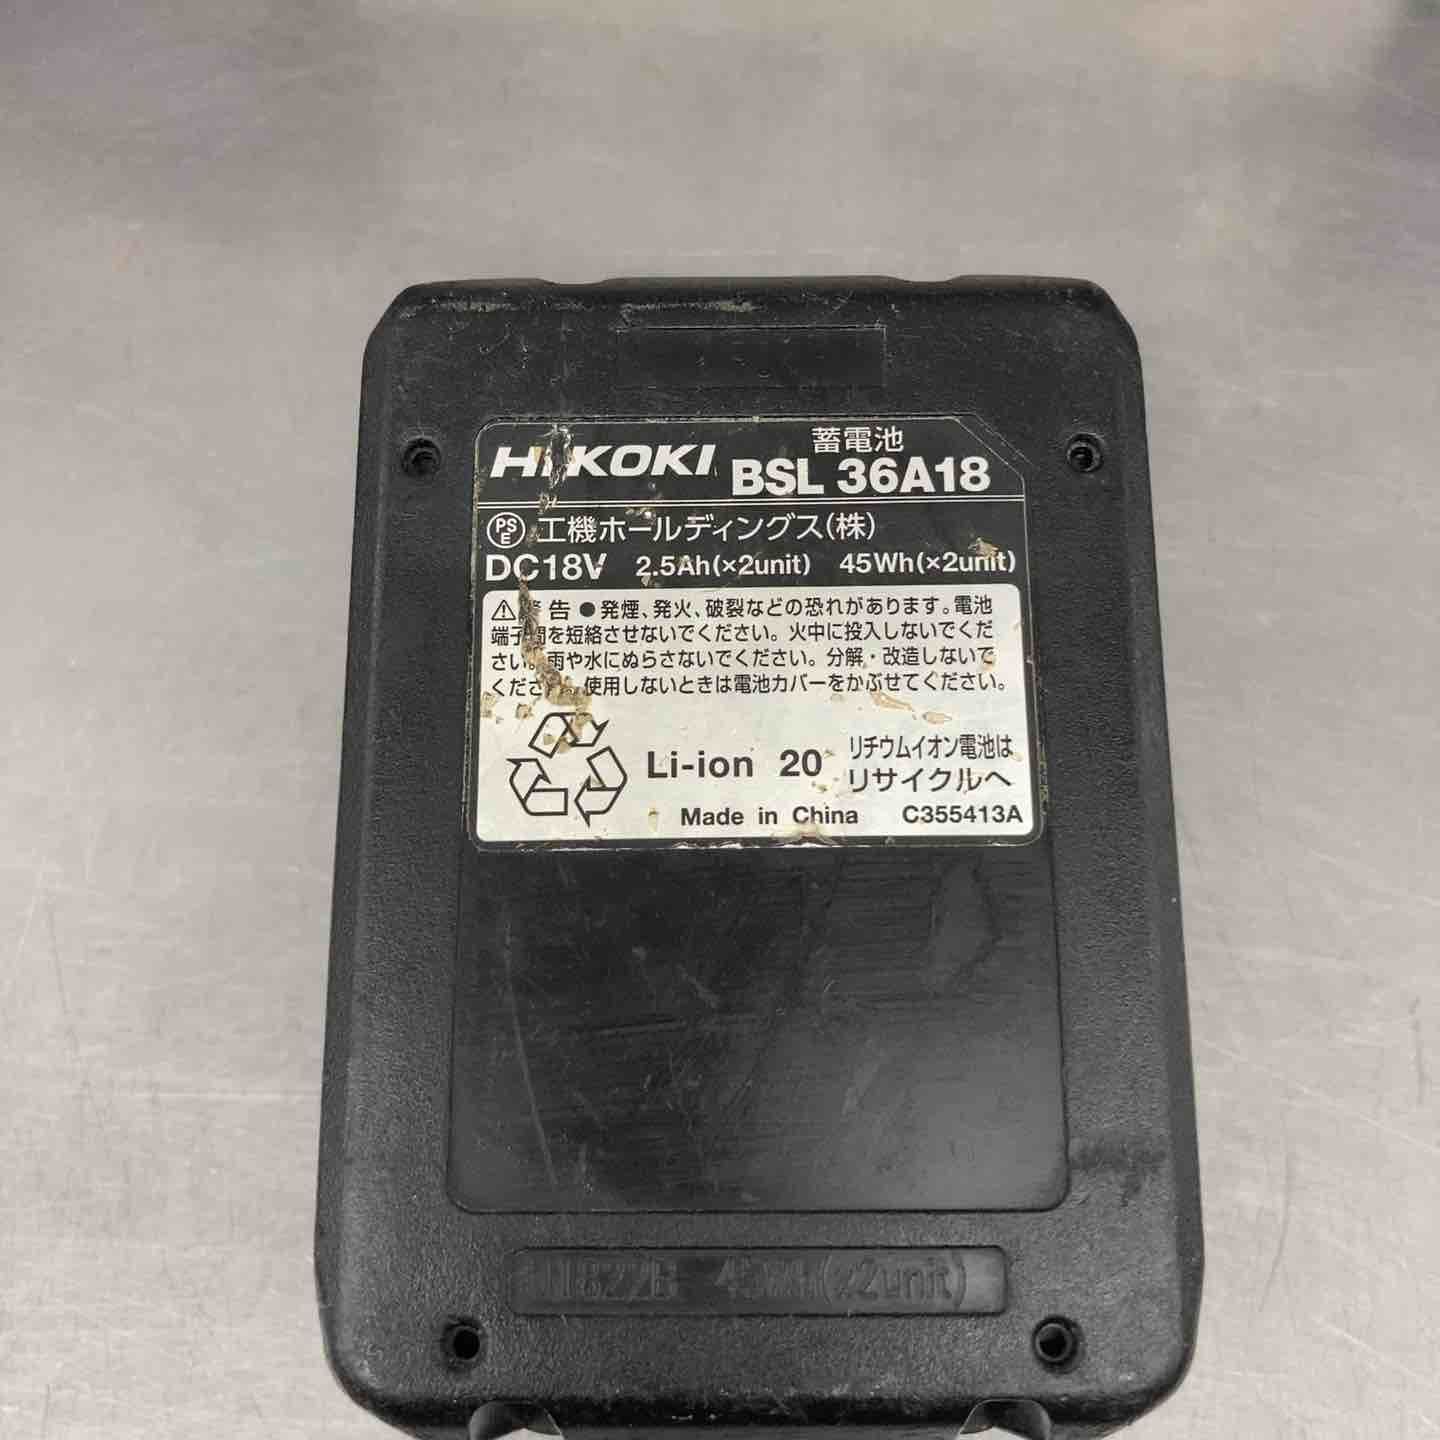 HiKOKI
蓄電池
BSL 36A18
PSE 工機ホールディングス(株)
DC18V 2.5Ah(×2unit) 45Wh(×2unit)
⚠警告 ●発煙、発火、破裂などの恐れがあります。電池
端子間を短絡させないでください。火中に投入しないでくだ
さい。雨や水にぬらさないでください。分解・改造しないで
ください。使用しないときは電池カバーをかぶせてください。
Li-ion 20 リチウムイオン電池は
リサイクルへ
Made in China C355413A
45Wh(×2unit)